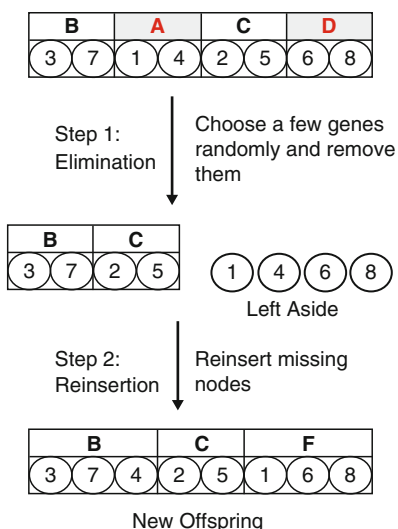 B A C D
3 7 1 4 2 5 6 8
Step 1:
Elimination
Choose a few genes
randomly and remove
them
B C
3 7 2 5
1 4 6 8
Left Aside
Step 2:
Reinsertion
Reinsert missing
nodes
B C F
3 7 4 2 5 1 6 8
New Offspring